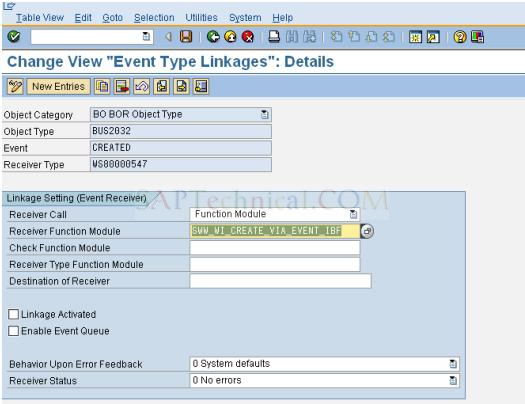 Table View Edit Goto Selection Utilities System Help
Change View "Event Type Linkages": Details
New Entries
Object Category BO BOR Object Type
Object Type BUS2032
Event CREATED
Receiver Type WS80000547
SAPTechnical.COM
Linkage Setting (Event Receiver)
Receiver Call Function Module
Receiver Function Module SWW_WI_CREATE_VIA_EVENT_IBF
Check Function Module
Receiver Type Function Module
Destination of Receiver
Linkage Activated
Enable Event Queue
Behavior Upon Error Feedback 0 System defaults
Receiver Status 0 No errors